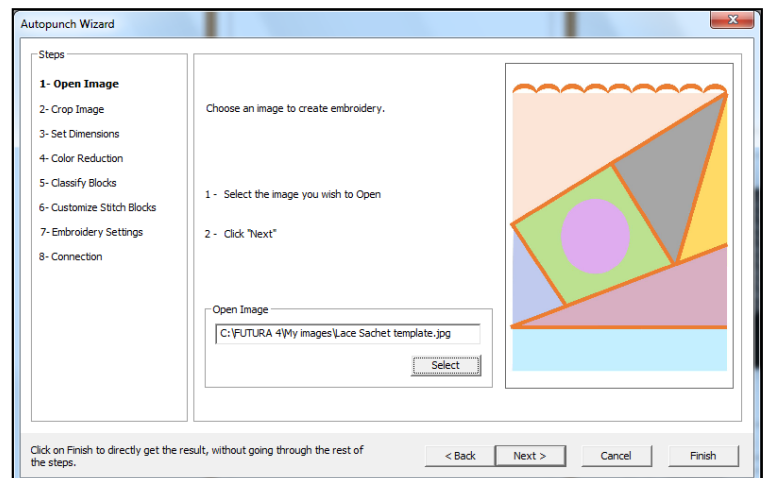 Autopunch Wizard
x
Steps
1- Open Image
2- Crop Image
3- Set Dimensions
4- Color Reduction
5- Classify Blocks
6- Customize Stitch Blocks
7- Embroidery Settings
8- Connection
Choose an image to create embroidery.
1 - Select the image you wish to Open
2 - Click "Next"
Open Image
C:\FUTURA 4\My images\Lace Sachet template.jpg
Select
Click on Finish to directly get the result, without going through the rest of
the steps.
< Back
Next >
Cancel
Finish